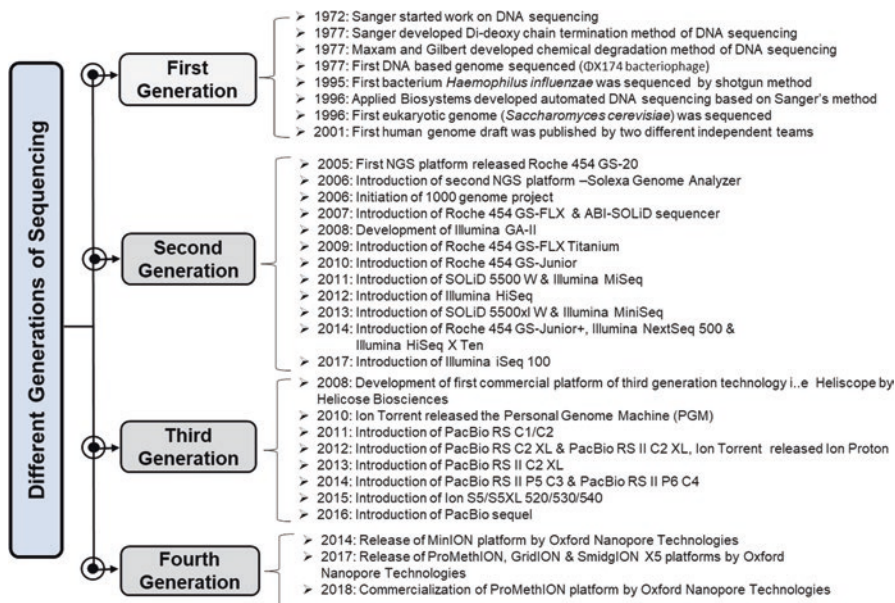 Different Generations of Sequencing
First
Generation
➢ 1972: Sanger started work on DNA sequencing
➢ 1977: Sanger developed Di-deoxy chain termination method of DNA sequencing
➢ 1977: Maxam and Gilbert developed chemical degradation method of DNA sequencing
➢ 1977: First DNA based genome sequenced (ΦX174 bacteriophage)
➢ 1995: First bacterium Haemophilus influenzae was sequenced by shotgun method
➢ 1996: Applied Biosystems developed automated DNA sequencing based on Sanger's method
➢ 1996: First eukaryotic genome (Saccharomyces cerevisiae) was sequenced
➢ 2001: First human genome draft was published by two different independent teams
Second
Generation
➢ 2005: First NGS platform released Roche 454 GS-20
➢ 2006: Introduction of second NGS platform –Solexa Genome Analyzer
➢ 2006: Initiation of 1000 genome project
➢ 2007: Introduction of Roche 454 GS-FLX & ABI-SOLiD sequencer
➢ 2008: Development of Illumina GA-II
➢ 2009: Introduction of Roche 454 GS-FLX Titanium
➢ 2010: Introduction of Roche 454 GS-Junior
➢ 2011: Introduction of SOLiD 5500 W & Illumina MiSeq
➢ 2012: Introduction of Illumina HiSeq
➢ 2013: Introduction of SOLiD 5500xl W & Illumina MiniSeq
➢ 2014: Introduction of Roche 454 GS-Junior+, Illumina NextSeq 500 &
Illumina HiSeq X Ten
➢ 2017: Introduction of Illumina iSeq 100
Third
Generation
➢ 2008: Development of first commercial platform of third generation technology i..e Heliscope by
Helicose Biosciences
➢ 2010: Ion Torrent released the Personal Genome Machine (PGM)
➢ 2011: Introduction of PacBio RS C1/C2
➢ 2012: Introduction of PacBio RS C2 XL & PacBio RS II C2 XL, Ion Torrent released Ion Proton
➢ 2013: Introduction of PacBio RS II C2 XL
➢ 2014: Introduction of PacBio RS II P5 C3 & PacBio RS II P6 C4
➢ 2015: Introduction of Ion S5/S5XL 520/530/540
➢ 2016: Introduction of PacBio sequel
Fourth
Generation
➢ 2014: Release of MinION platform by Oxford Nanopore Technologies
➢ 2017: Release of ProMethION, GridION & SmidgION X5 platforms by Oxford
Nanopore Technologies
➢ 2018: Commercialization of ProMethION platform by Oxford Nanopore Technologies